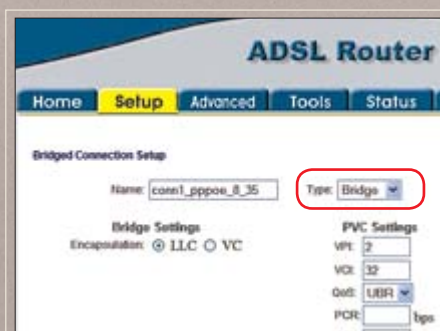 ADSL Router
Home Setup Advanced Tools Status
Bridged Connection Setup
Name: conn1_pppoe_8_35 Type: Bridge
Bridge Settings PVC Settings
Encapsulation: LLC VC VPI: 2
VCI: 32
QoS: UBR
PCR: bps